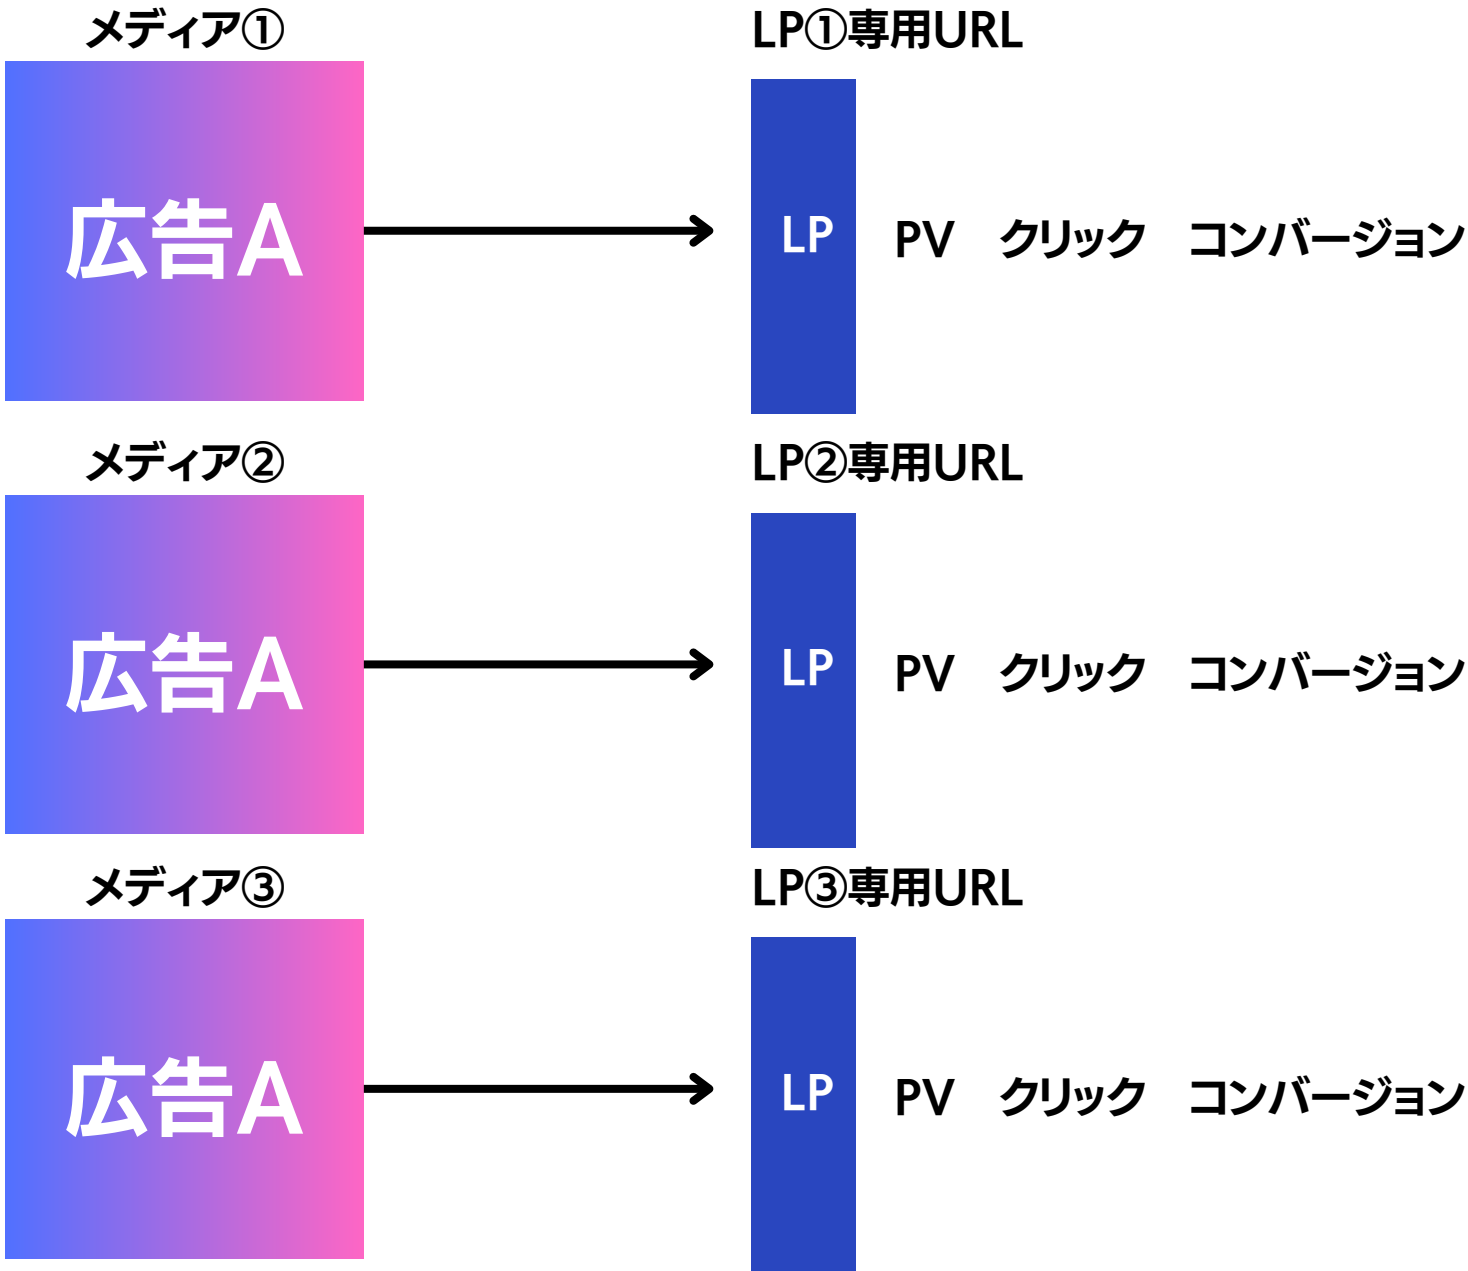 メディア① LP①専用URL
広告A LP PV クリック コンバージョン
メディア② LP②専用URL
広告A LP PV クリック コンバージョン
メディア③ LP③専用URL
広告A LP PV クリック コンバージョン